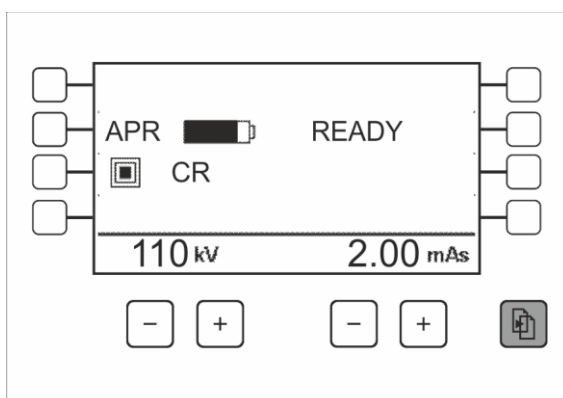 APR READY
CR
110 kV 2.00 mAs
- + - +